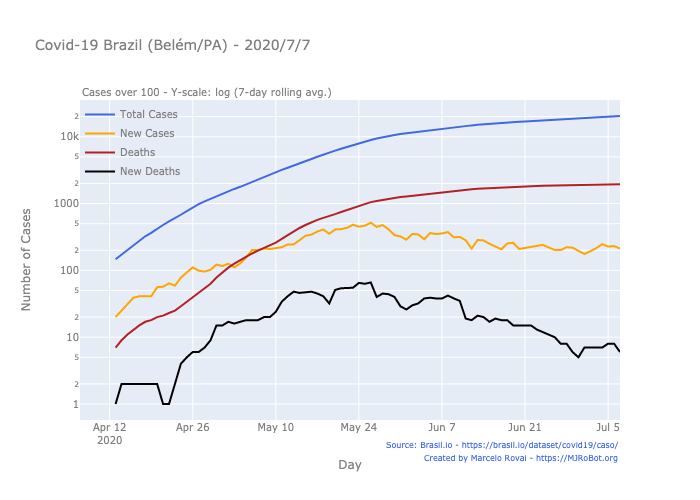 Covid-19 Brazil (Belém/PA) - 2020/7/7
Cases over 100 - Y-scale: log (7-day rolling avg.)
Total Cases
New Cases
Deaths
New Deaths
Number of Cases
2
10k
5
2
1000
5
2
100
5
2
10
5
2
1
Apr 12
2020
Apr 26
May 10
May 24
Jun 7
Jun 21
Jul 5
Day
Source: Brasil.io - https://brasil.io/dataset/covid19/caso/
Created by Marcelo Rovai - https://MJRoBot.org